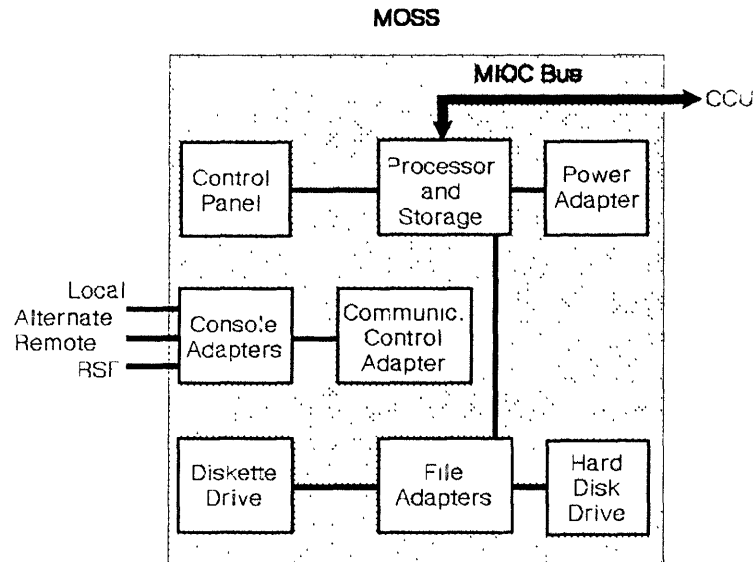 MOSS
MIOC Bus
CCU
Control
Panel
Processor
and
Storage
Power
Adapter
Local
Alternate
Remote
RSF
Console
Adapters
Communic.
Control
Adapter
Diskette
Drive
File
Adapters
Hard
Disk
Drive